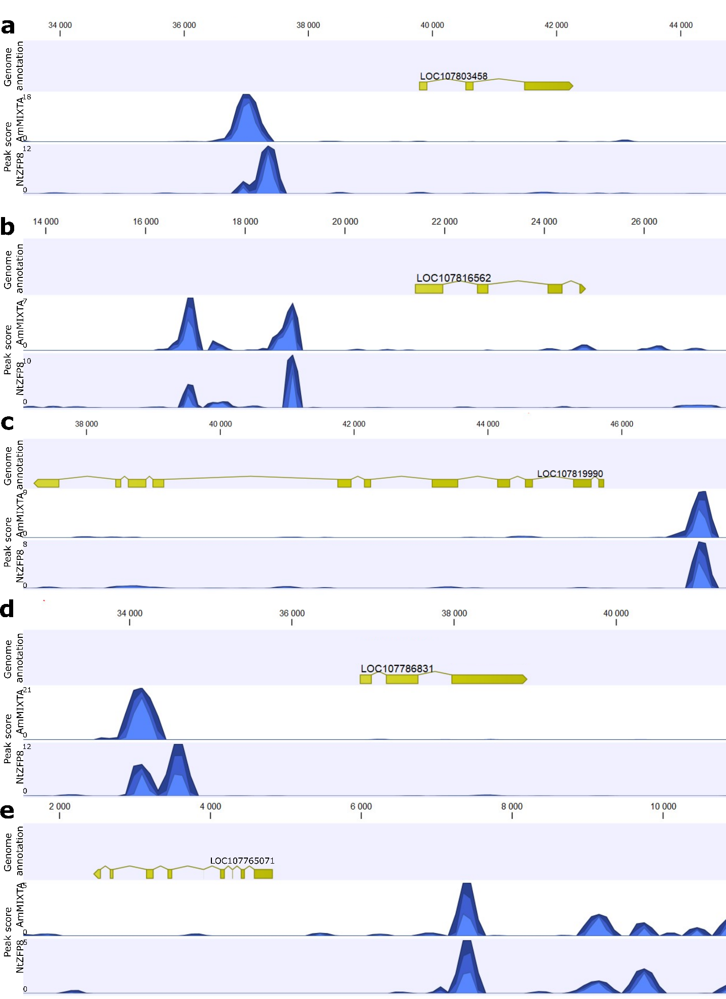 a
34 000 36 000 38 000 40 000 42 000 44 000
Genome
annotation
LOC107803458
Peak score
AmMIXTA
18
0
NtZFP8
12
0
b
14 000 16 000 18 000 20 000 22 000 24 000 26 000
Genome
annotation
LOC107816562
Peak score
AmMIXTA
7
0
NtZFP8
10
0
c
38 000 40 000 42 000 44 000 46 000
Genome
annotation
LOC107819990
Peak score
AmMIXTA
9
0
NtZFP8
8
0
d
34 000 36 000 38 000 40 000
Genome
annotation
LOC107786831
Peak score
AmMIXTA
21
0
NtZFP8
12
0
e
2 000 4 000 6 000 8 000 10 000
Genome
annotation
LOC107765071
Peak score
AmMIXTA
5
0
NtZFP8
5
0